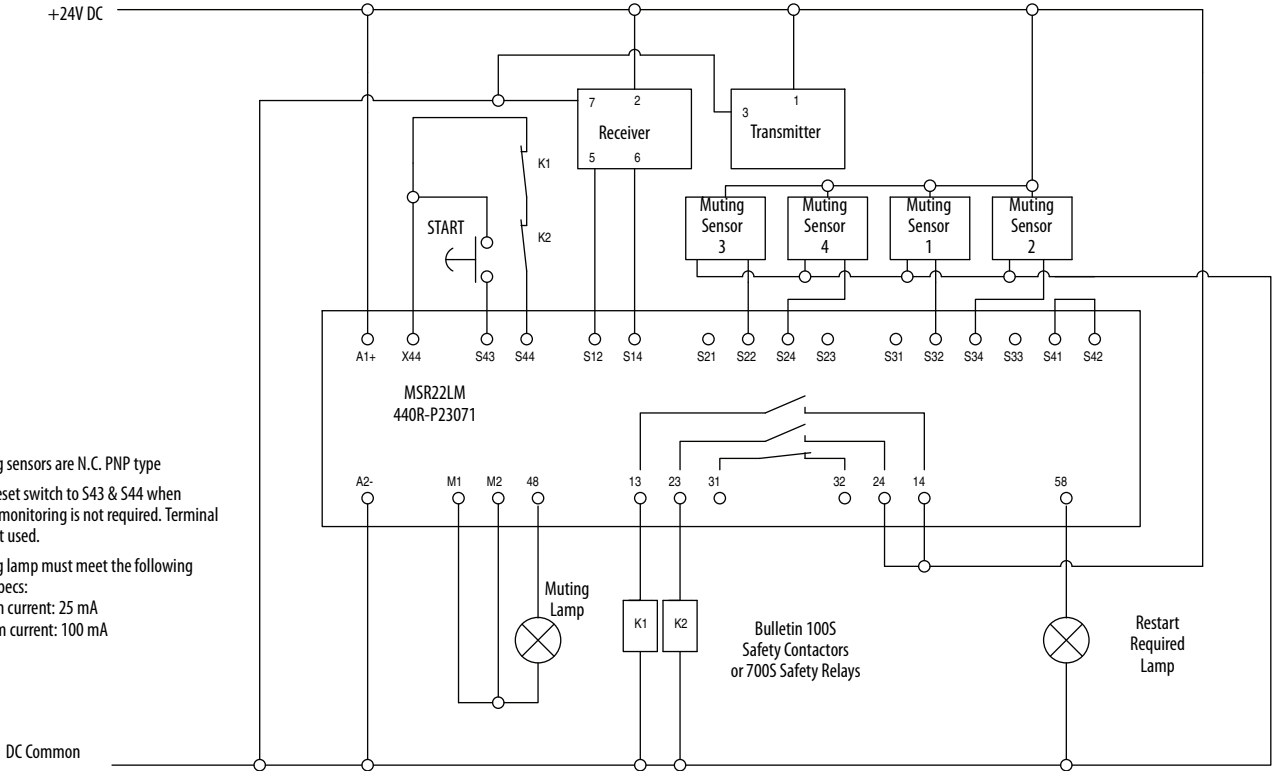 +24V DC
7
2
Receiver
5
6
1
3
Transmitter
K1
K2
START
Muting
Sensor
3
Muting
Sensor
4
Muting
Sensor
1
Muting
Sensor
2
A1+
X44
S43
S44
S12
S14
S21
S22
S24
S23
S31
S32
S34
S33
S41
S42
MSR22LM
440R-P23071
A2-
M1
M2
48
13
23
31
32
24
14
58
sensors are N.C. PNP type
switch to S43 & S44 when
monitoring is not required. Terminal
used.
lamp must meet the following
current: 25 mA
current: 100 mA
Muting
Lamp
K1
K2
Bulletin 100S
Safety Contactors
or 700S Safety Relays
Restart
Required
Lamp
DC Common